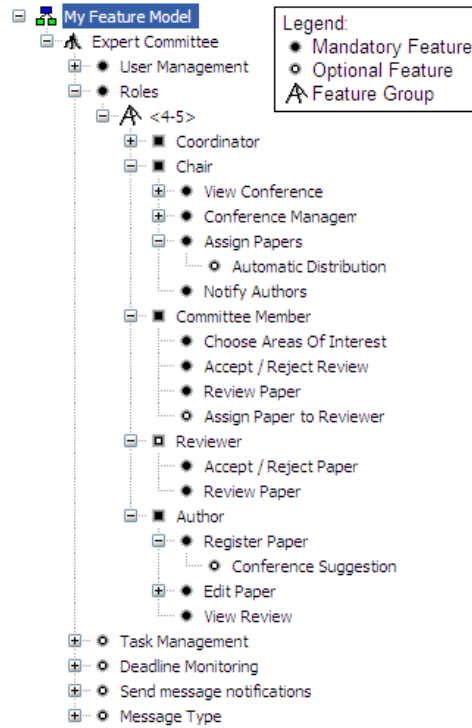 My Feature Model
Expert Committee
User Management
Roles
<4-5>
Coordinator
Chair
View Conference
Conference Managem
Assign Papers
Automatic Distribution
Notify Authors
Committee Member
Choose Areas Of Interest
Accept / Reject Review
Review Paper
Assign Paper to Reviewer
Reviewer
Accept / Reject Paper
Review Paper
Author
Register Paper
Conference Suggestion
Edit Paper
View Review
Task Management
Deadline Monitoring
Send message notifications
Message Type
Legend:
Mandatory Feature
Optional Feature
Feature Group